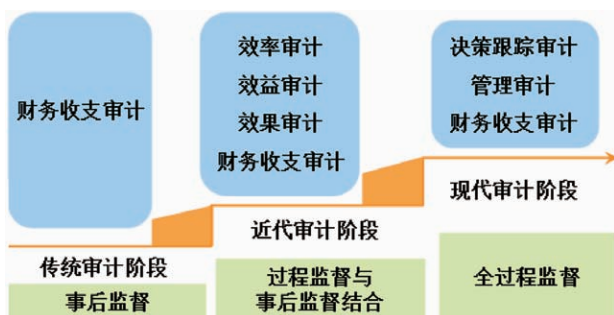 财务收支审计
效率审计
效益审计
效果审计
财务收支审计
决策跟踪审计
管理审计
财务收支审计
传统审计阶段
近代审计阶段
现代审计阶段
事后监督
过程监督与
事后监督结合
全过程监督